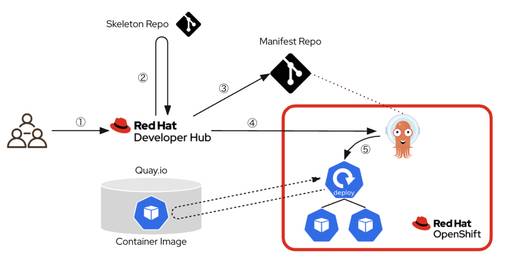 Skeleton Repo
Manifest Repo
②
③
①
Red Hat
Developer Hub
④
⑤
Quay.io
deploy
Container Image
Red Hat
OpenShift